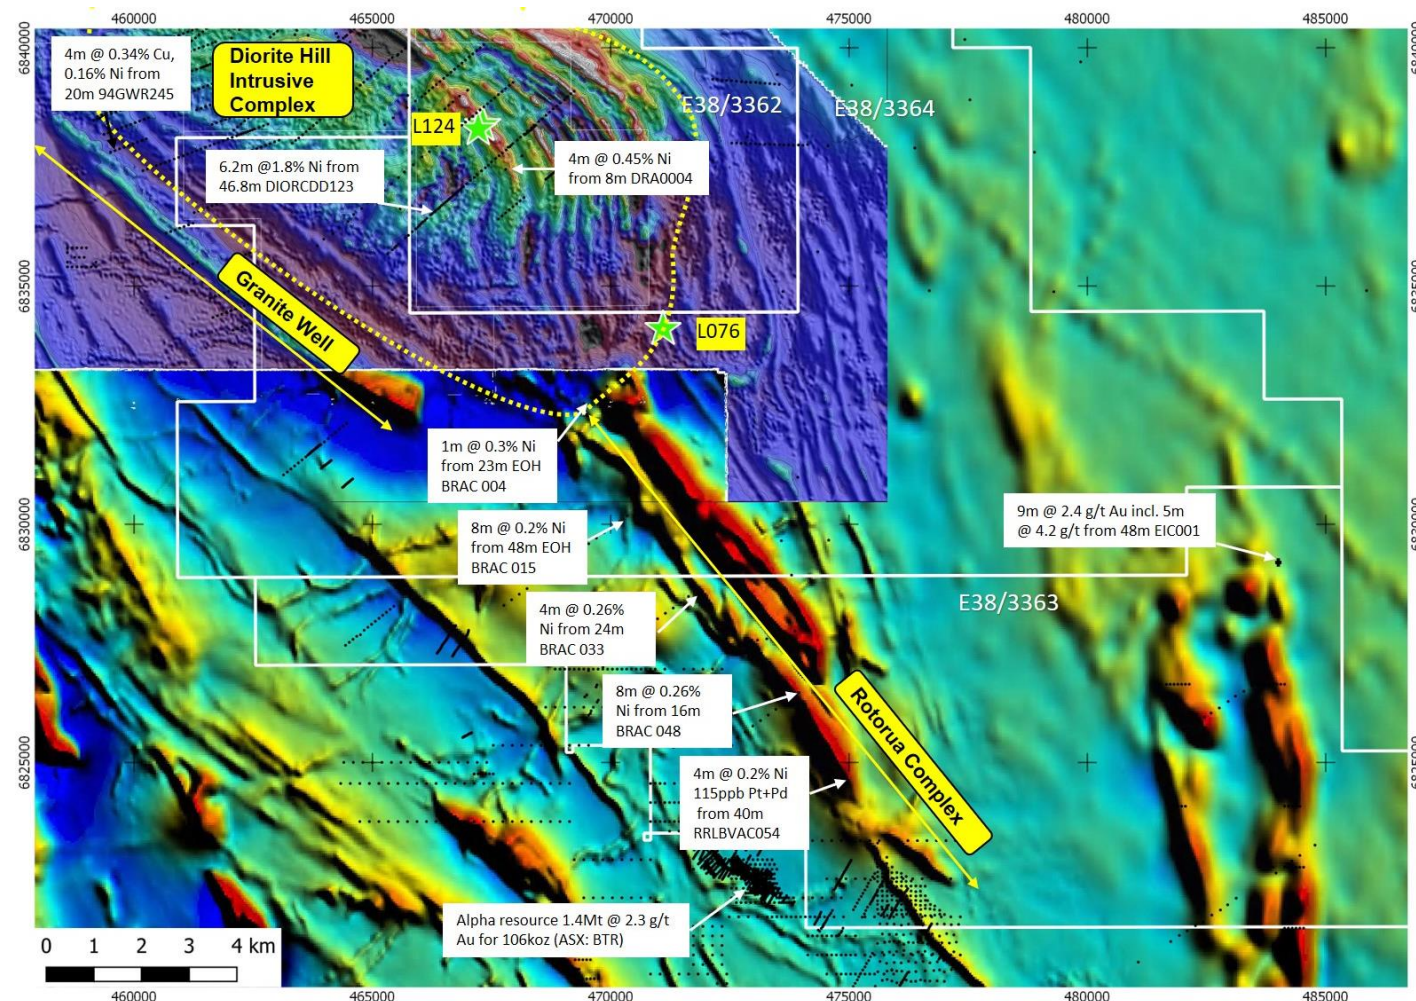 460000
465000
470000
475000
480000
485000
6840000
6840000
4m @ 0.34% Cu,
0.16% Ni from
20m 94GWR245
Diorite Hill
Intrusive
Complex
E38/3362
E38/3364
L124
6.2m @1.8% Ni from
46.8m DIORCDD123
4m @ 0.45% Ni
from 8m DRA0004
6835000
6835000
Granite Well
L076
1m @ 0.3% Ni
from 23m EOH
BRAC 004
8m @ 0.2% Ni
from 48m EOH
BRAC 015
9m @ 2.4 g/t Au incl. 5m
@ 4.2 g/t from 48m EIC001
6830000
6830000
4m @ 0.26%
Ni from 24m
BRAC 033
E38/3363
8m @ 0.26%
Ni from 16m
BRAC 048
Rotorua Complex
6825000
6825000
4m @ 0.2% Ni
115ppb Pt+Pd
from 40m
RRLBVAC054
Alpha resource 1.4Mt @ 2.3 g/t
Au for 106koz (ASX: BTR)
0 1 2 3 4 km
460000
465000
470000
475000
480000
485000